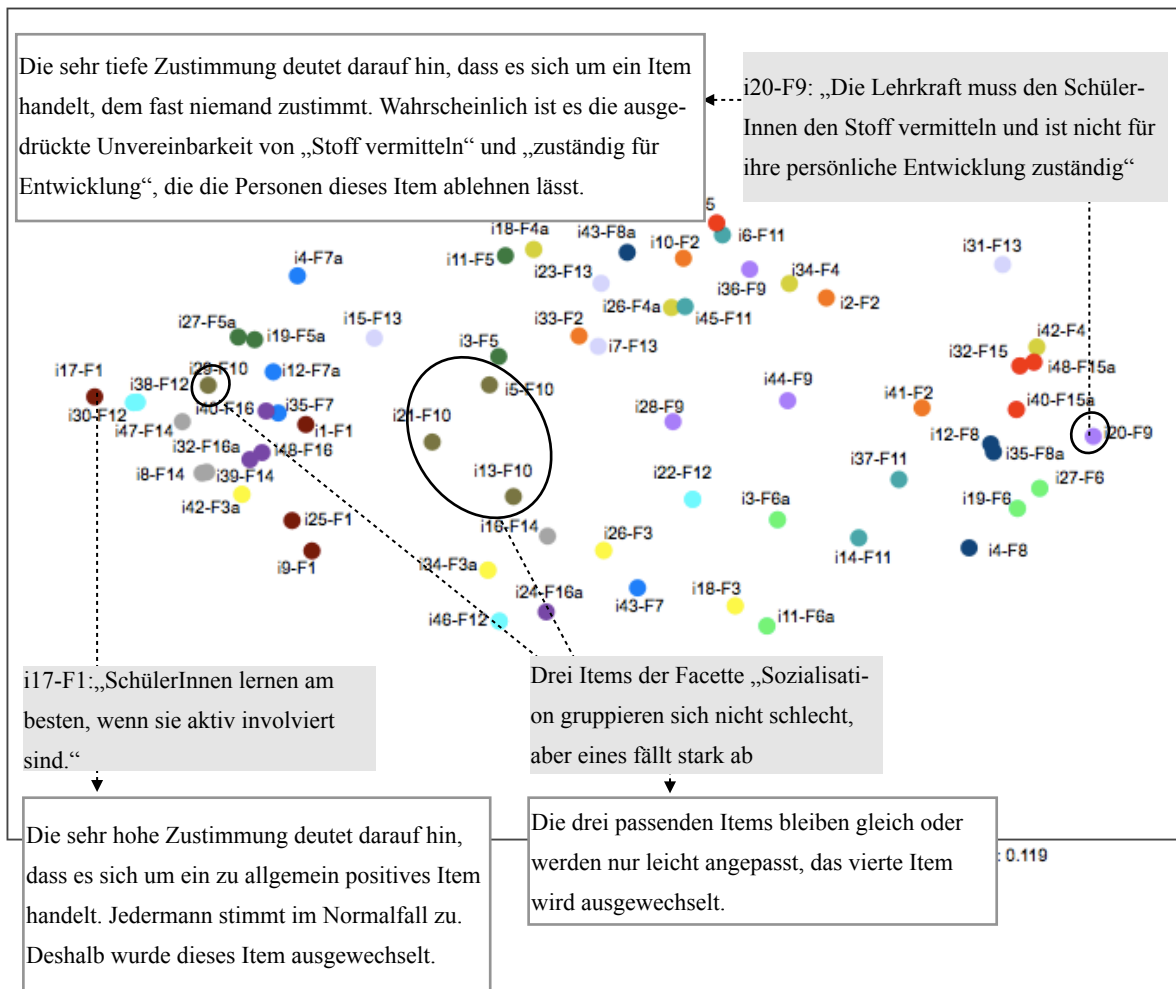 Die sehr tiefe Zustimmung deutet darauf hin, dass es sich um ein Item
handelt, dem fast niemand zustimmt. Wahrscheinlich ist es die ausge-
drückte Unvereinbarkeit von „Stoff vermitteln“ und „zuständig für
Entwicklung“, die die Personen dieses Item ablehnen lässt.
i20-F9: „Die Lehrkraft muss den Schüler-
Innen den Stoff vermitteln und ist nicht für
ihre persönliche Entwicklung zuständig“
5
i18-F4a
i43-F8a
i10-F2
i6-F11
i11-F5
i31-F13
i4-F7a
i23-F13
i36-F9
i34-F4
i26-F4a
i2-F2
i45-F11
i27-F5a
i19-F5a
i15-F13
i33-F2
i7-F13
i42-F4
i3-F5
i32-F15
i48-F15a
i17-F1
i29-F10
i12-F7a
i38-F12
i5-F10
i44-F9
i30-F12
i40-F16
i35-F7
i21-F10
i28-F9
i41-F2
i40-F15a
i47-F14
i1-F1
i12-F8
i20-F9
i32-F16a
i48-F16
i35-F8a
i8-F14
i39-F14
i13-F10
i22-F12
i37-F11
i27-F6
i42-F3a
i3-F6a
i19-F6
i25-F1
i16-F14
i26-F3
i14-F11
i4-F8
i9-F1
i34-F3a
i24-F16a
i43-F7
i18-F3
i46-F12
i11-F6a
i17-F1:„SchülerInnen lernen am
besten, wenn sie aktiv involviert
sind.“
Drei Items der Facette „Sozialisati-
on gruppieren sich nicht schlecht,
aber eines fällt stark ab
Die sehr hohe Zustimmung deutet darauf hin,
dass es sich um ein zu allgemein positives Item
handelt. Jedermann stimmt im Normalfall zu.
Deshalb wurde dieses Item ausgewechselt.
Die drei passenden Items bleiben gleich oder
werden nur leicht angepasst, das vierte Item
wird ausgewechselt.
: 0.119